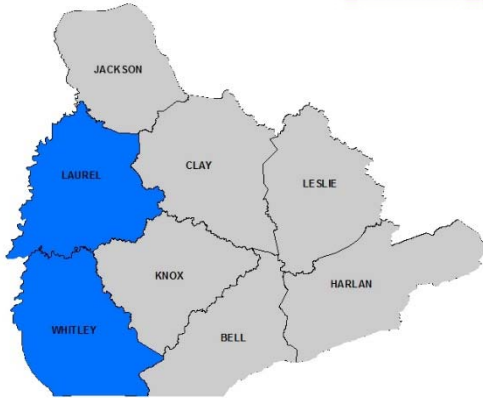 JACKSON
LAUREL
CLAY
LESLIE
KNOX
HARLAN
WHITLEY
BELL